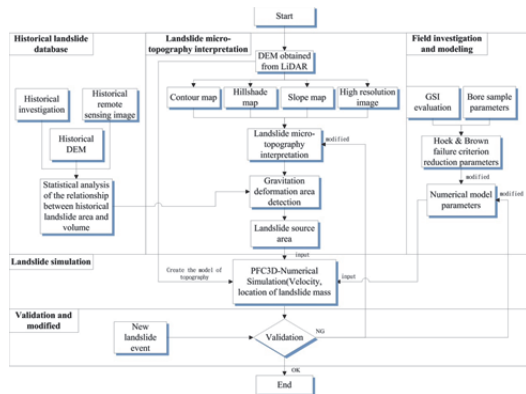 Start
Historical landslide
database
Landslide micro-
topography interpretation
Field investigation
and modeling
DEM obtained
from LiDAR
Historical
investigation
Historical
remote
sensing image
Historical
DEM
Statistical analysis
of the relationship
between historical
landslide area and
volume
Contour map
Hillshade
map
Slope map
High resolution
image
Landslide micro-
topography
interpretation
modified
Gravitation
deformation area
detection
Landslide source
area
GSI
evaluation
Bore sample
parameters
Hoek & Brown
failure criterion
reduction parameters
modified
modified
Numerical model
parameters
Landslide simulation
input
Create the model of
topography
PFC3D-Numerical
Simulation(Velocity,
location of landslide mass
input
Validation and
modified
New
landslide
event
Validation
NG
OK
End